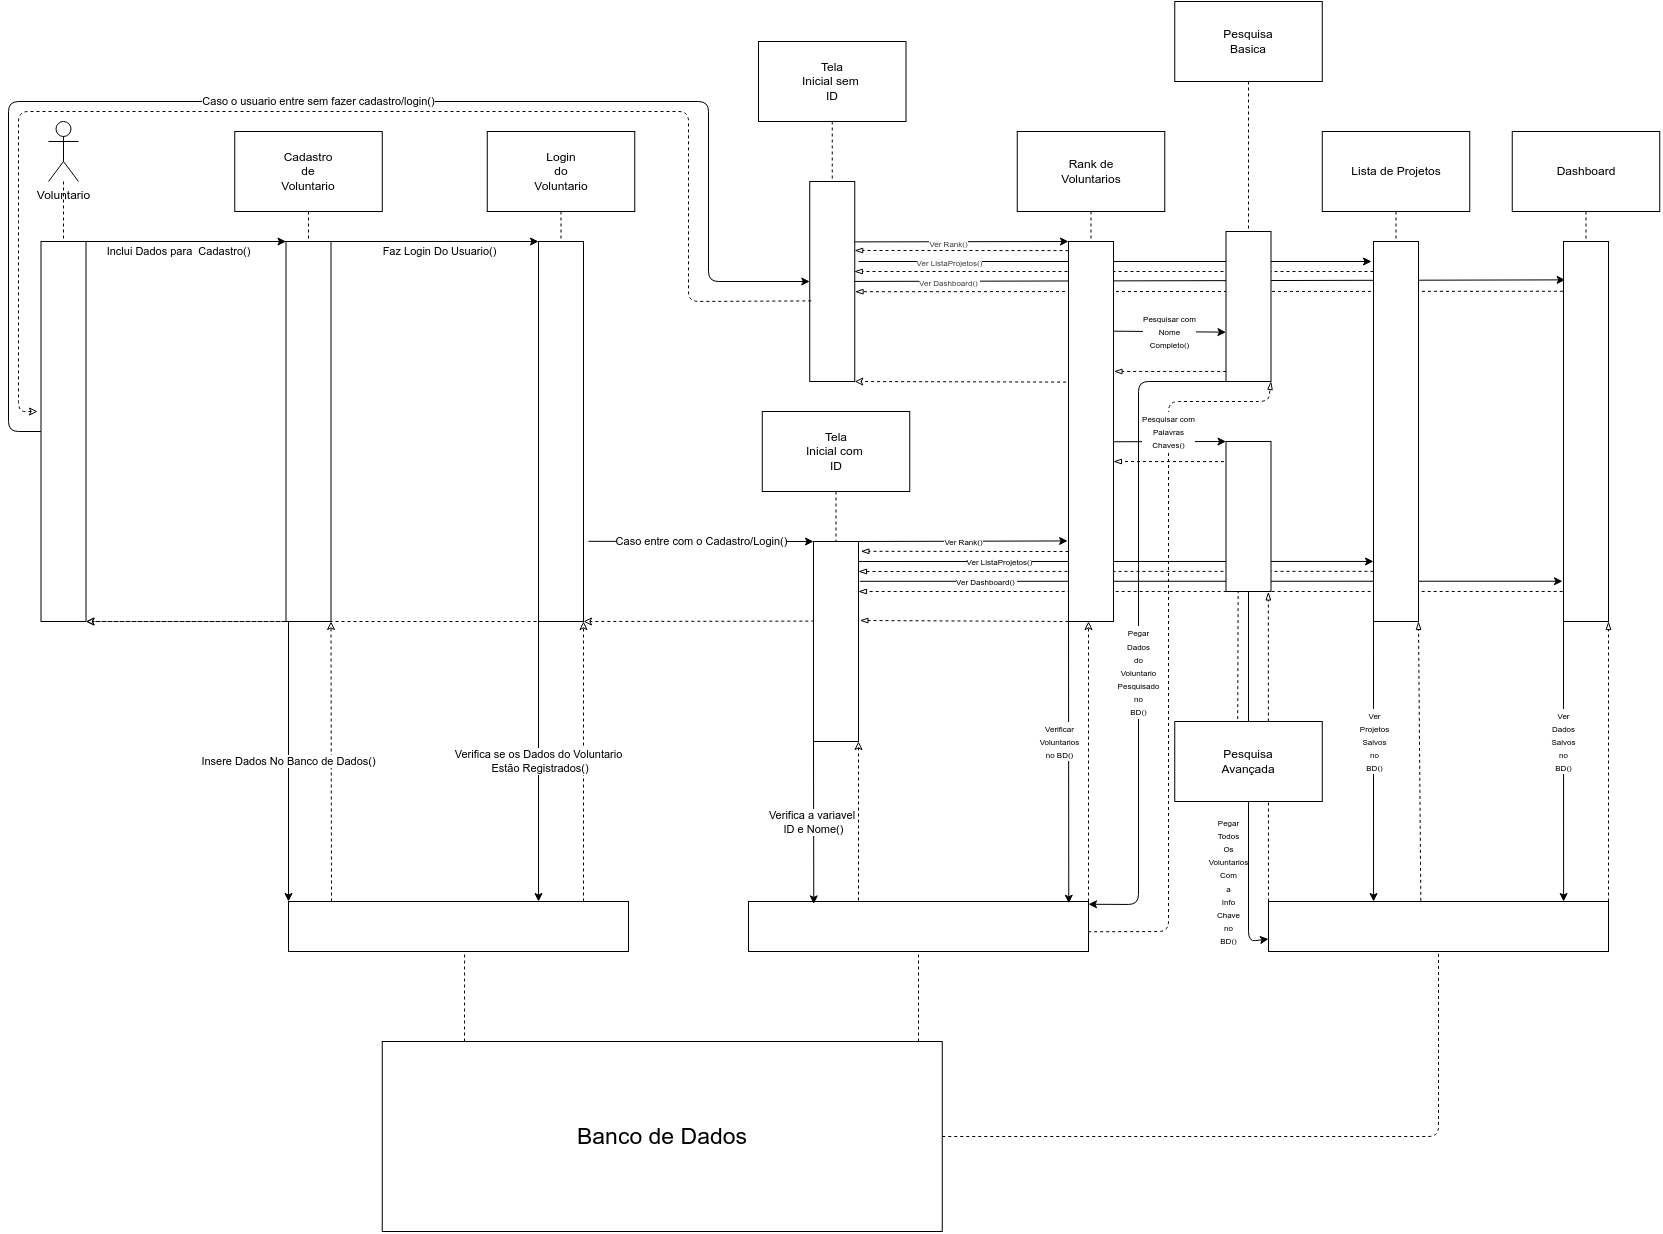 Pesquisa
Basica
Tela
Inicial sem
ID
Caso o usuario entre sem fazer cadastro/login()
Voluntario
Cadastro
de
Voluntario
Login
do
Voluntario
Rank de
Voluntarios
Lista de Projetos
Dashboard
Inclui Dados para  Cadastro()
Faz Login Do Usuario()
Ver Rank()
Ver ListaProjetos()
Ver Dashboard()
Pesquisar com
Nome
Completo()
Pesquisar com
Palavras
Chaves()
Tela
Inicial com
ID
Caso entre com o Cadastro/Login()
Ver Rank()
Ver ListaProjetos()
Ver Dashboard()
Pegar
Dados
do
Voluntario
Pesquisado
no
BD()
Insere Dados No Banco de Dados()
Verifica se os Dados do Voluntario
Estão Registrados()
Verifica a variavel
ID e Nome()
Verificar
Voluntarios
no BD()
Pesquisa
Avançada
Ver
Projetos
Salvos
no
BD()
Ver
Dados
Salvos
no
BD()
Pegar
Todos
Os
Voluntarios
Com
a
Info
Chave
no
BD()
Banco de Dados